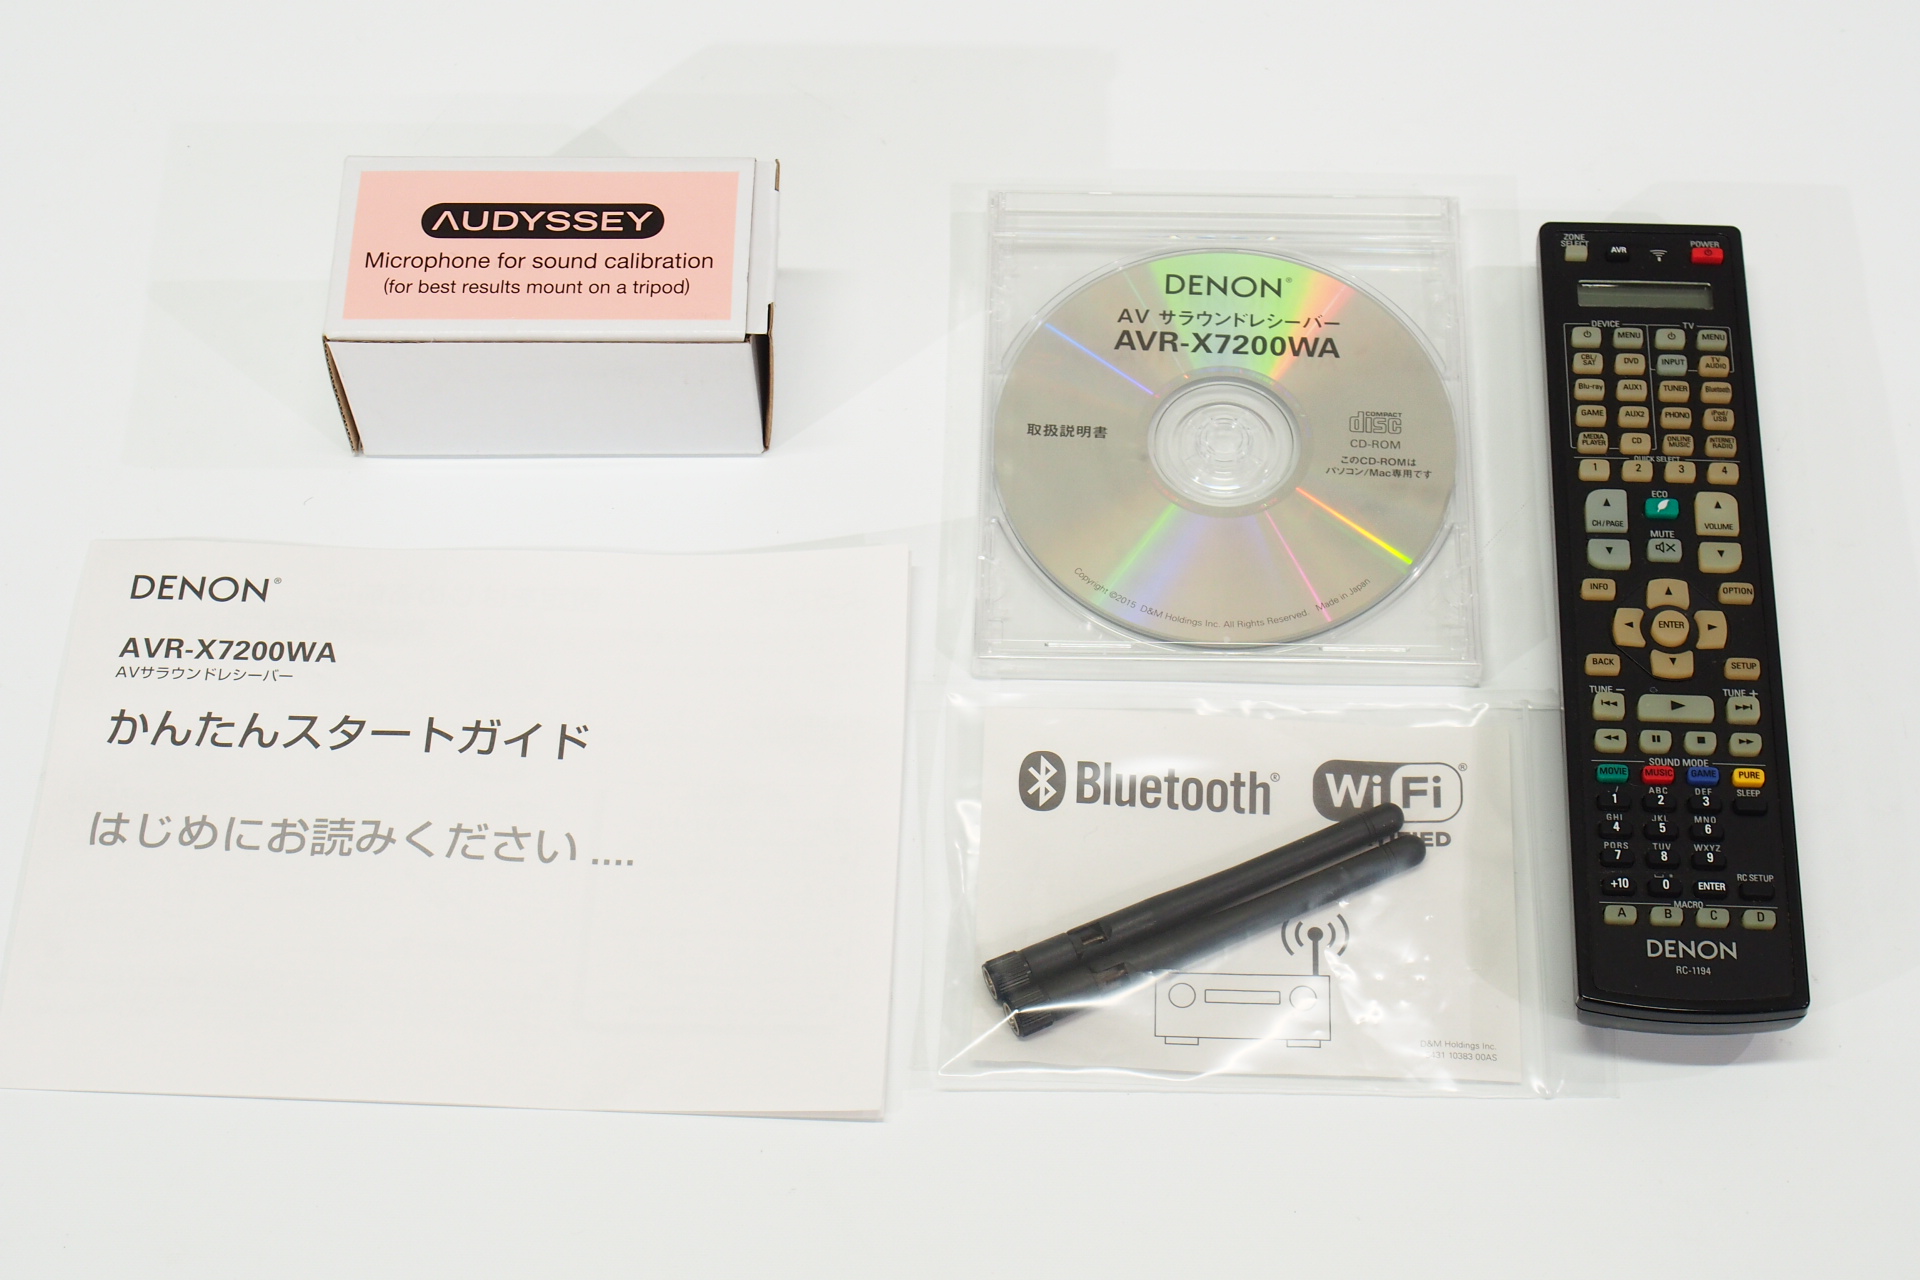 AUDYSSEY
Microphone for sound calibration
(for best results mount on a tripod)
DENON®
AVR-X7200WA
AVサラウンドレシーバー
かんたんスタートガイド
はじめにお読みください....
DENON®
AV サラウンドレシーバー
AVR-X7200WA
取扱説明書
COMPACT
disc
CD-ROM
このCD-ROMは
パソコン/Mac専用です
Copyright ©2015 D&M Holdings Inc. All Rights Reserved. Made in Japan
Bluetooth®
Wi Fi®
D&M Holdings Inc.
ZONE SELECT AVR POWER
DEVICE TV
MENU MENU
CBL/SAT DVD INPUT TV AUDIO
Blu-ray AUX1 TUNER Bluetooth
GAME AUX2 PHONO iPod/USB
MEDIA PLAYER CD ONLINE MUSIC INTERNET RADIO
QUICK SELECT
1 2 3 4
ECO
CH/PAGE VOLUME
MUTE
INFO OPTION
ENTER
BACK SETUP
TUNE - TUNE +
SOUND MODE
MOVIE MUSIC GAME PURE
/ ABC DEF SLEEP
1 2 3
GHI JKL MNO
4 5 6
PQRS TUV WXYZ
7 8 9
RC SETUP
+10 0 ENTER
MACRO
A B C D
DENON
RC-1194